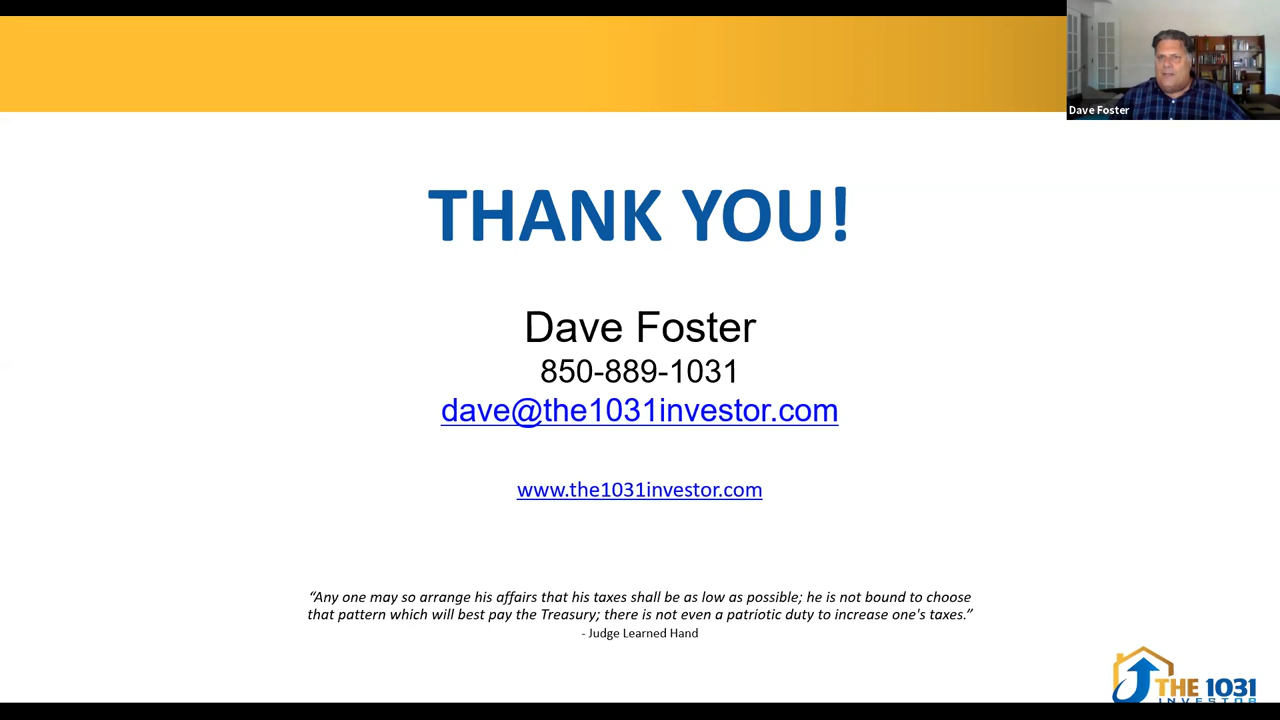 Dave Foster
THANK YOU!
Dave Foster
850-889-1031
dave@the1031investor.com
www.the1031investor.com
“Any one may so arrange his affairs that his taxes shall be as low as possible; he is not bound to choose
that pattern which will best pay the Treasury; there is not even a patriotic duty to increase one's taxes.”
- Judge Learned Hand
THE 1031
INVESTOR